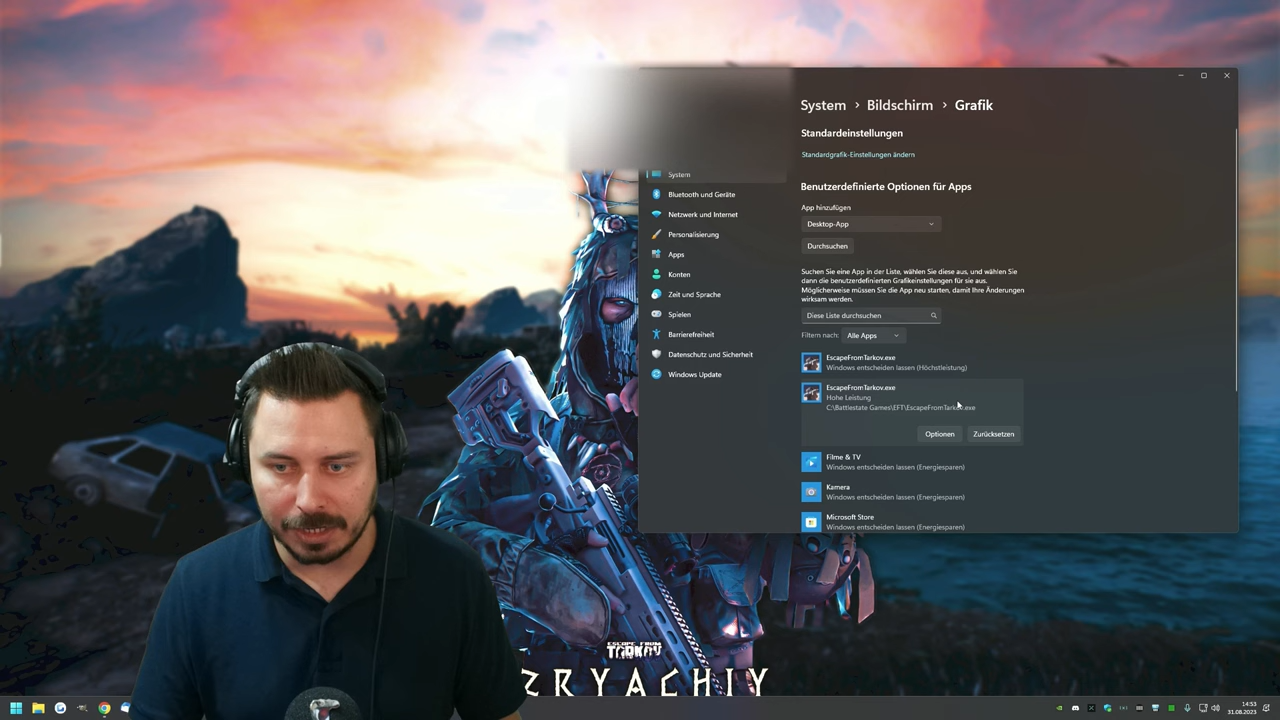 System > Bildschirm > Grafik
Standardeinstellungen
Standardgrafik-Einstellungen ändern
System
Bluetooth und Geräte
Netzwerk und Internet
Personalisierung
Apps
Konten
Zeit und Sprache
Spielen
Barrierefreiheit
Datenschutz und Sicherheit
Windows Update
Benutzerdefinierte Optionen für Apps
App hinzufügen
Desktop-App
Durchsuchen
Suchen Sie eine App in der Liste, wählen Sie diese aus, und wählen Sie
dann die benutzerdefinierten Grafikeinstellungen für sie aus.
Möglicherweise müssen Sie die App neu starten, damit Ihre Änderungen
wirksam werden.
Diese Liste durchsuchen
Filtern nach: Alle Apps
EscapeFromTarkov.exe
Windows entscheiden lassen (Höchstleistung)
EscapeFromTarkov.exe
Hohe Leistung
C:\Battlestate Games\EFT\EscapeFromTarkov.exe
Optionen Zurücksetzen
Filme & TV
Windows entscheiden lassen (Energiesparen)
Kamera
Windows entscheiden lassen (Energiesparen)
Microsoft Store
Windows entscheiden lassen (Energiesparen)
ESCAPE FROM
TARKOV
ZRYACHIY
14:53
31.08.2023